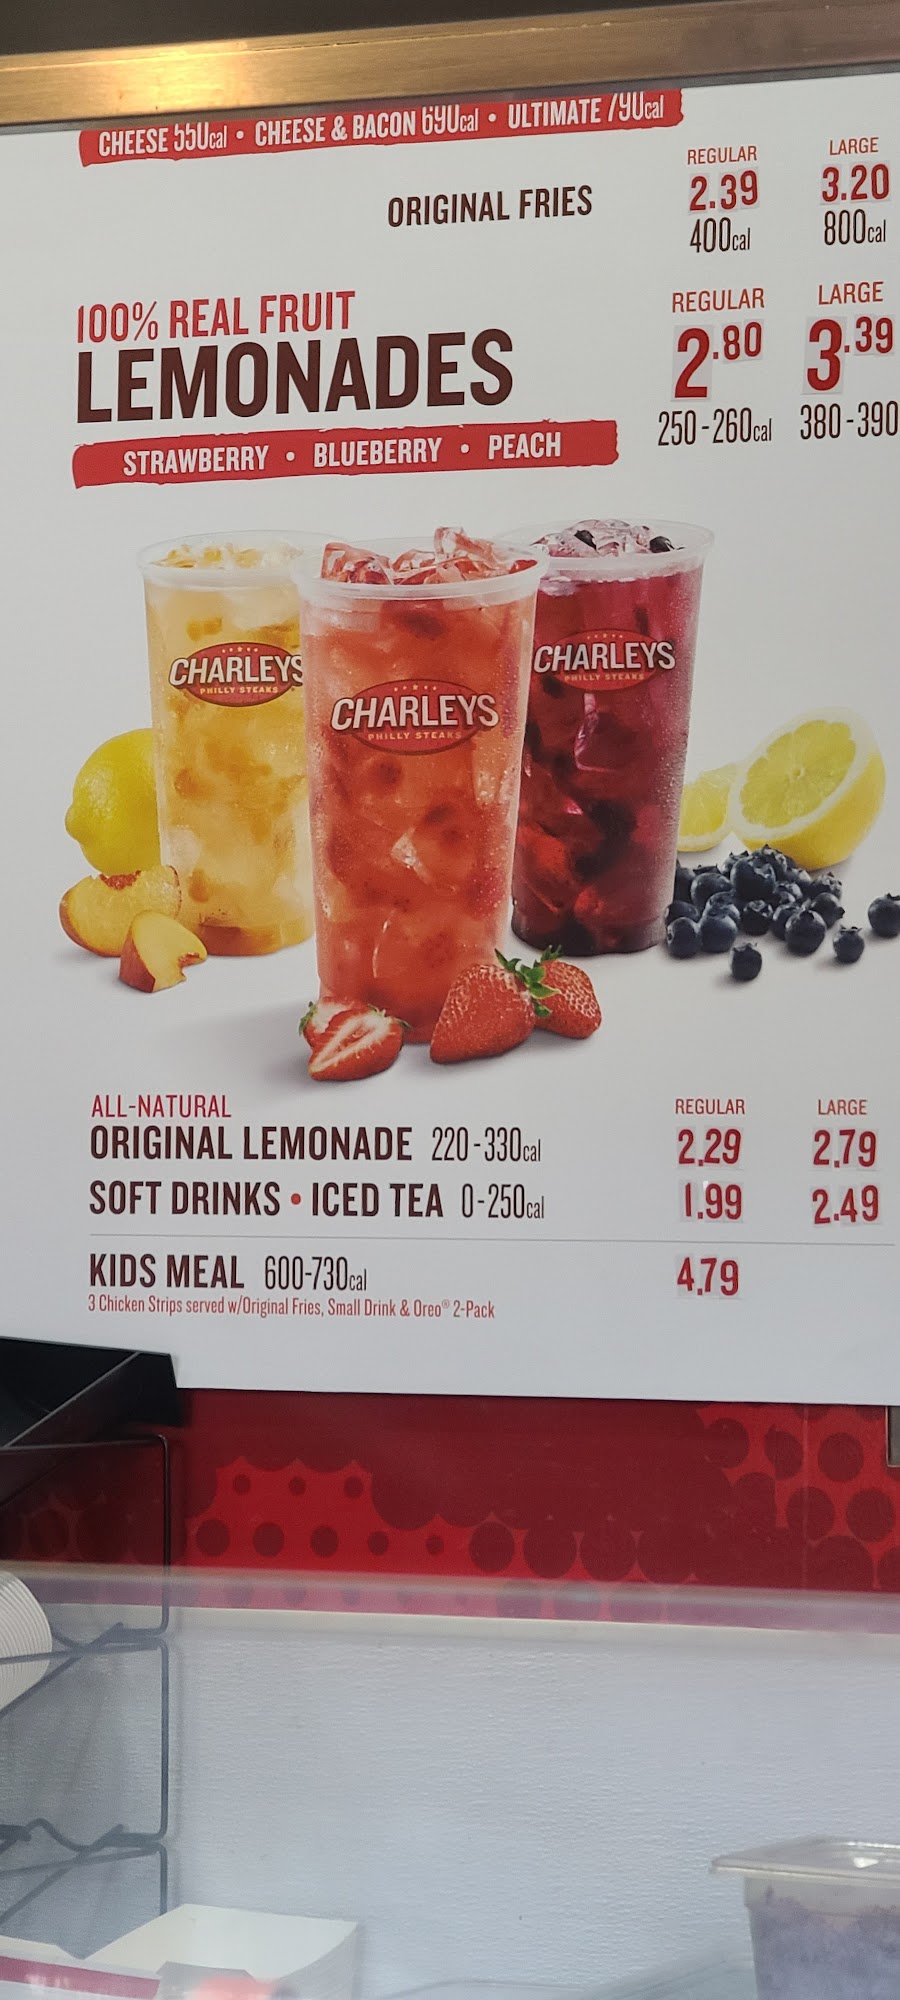 CHEESE 550cal • CHEESE & BACON 690cal • ULTIMATE 790cal
REGULAR LARGE
ORIGINAL FRIES 2.39 3.20
400cal 800cal
100% REAL FRUIT REGULAR LARGE
LEMONADES 2.80 3.39
STRAWBERRY • BLUEBERRY • PEACH 250-260cal 380-390
CHARLEYS
PHILLY STEAKS
CHARLEYS
PHILLY STEAKS
CHARLEYS
PHILLY STEAKS
ALL-NATURAL REGULAR LARGE
ORIGINAL LEMONADE 220-330cal 2.29 2.79
SOFT DRINKS • ICED TEA 0-250cal 1.99 2.49
KIDS MEAL 600-730cal 4.79
3 Chicken Strips served w/Original Fries, Small Drink & Oreo® 2-Pack